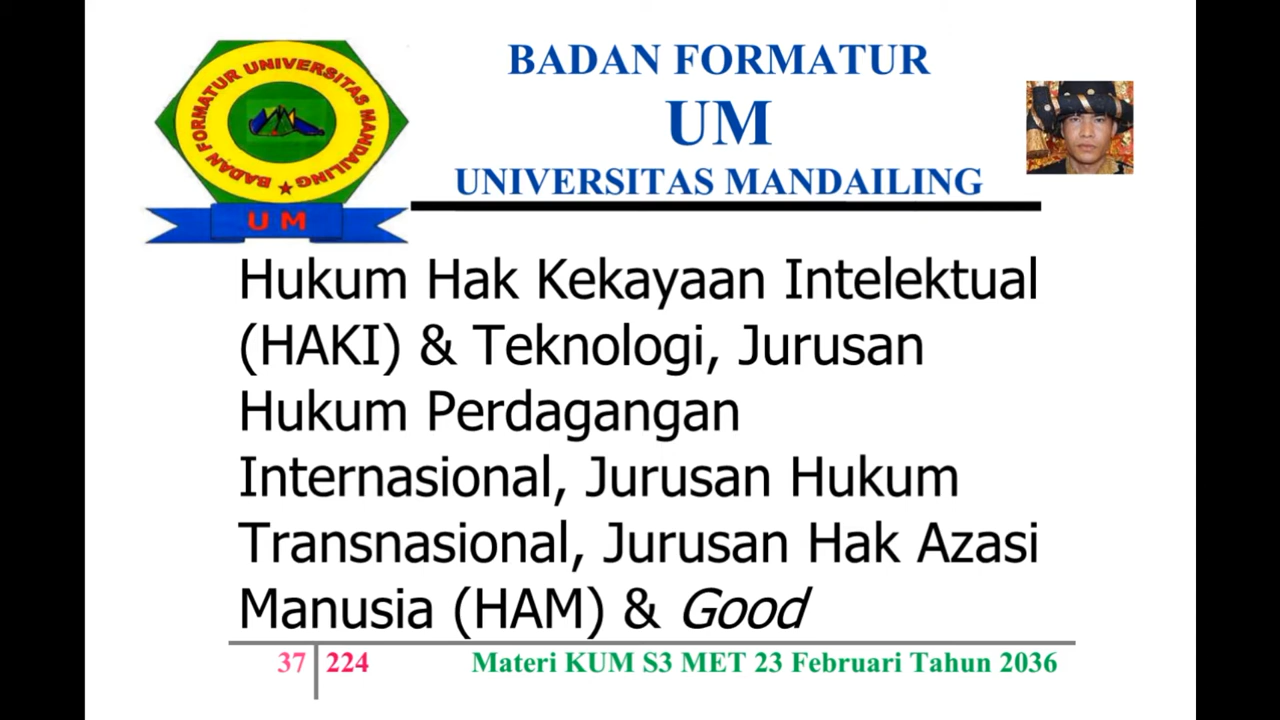 BADAN FORMATUR UNIVERSITAS MANDAILING
U M
BADAN FORMATUR
UM
UNIVERSITAS MANDAILING
Hukum Hak Kekayaan Intelektual
(HAKI) & Teknologi, Jurusan
Hukum Perdagangan
Internasional, Jurusan Hukum
Transnasional, Jurusan Hak Azasi
Manusia (HAM) & Good
37 224 Materi KUM S3 MET 23 Februari Tahun 2036